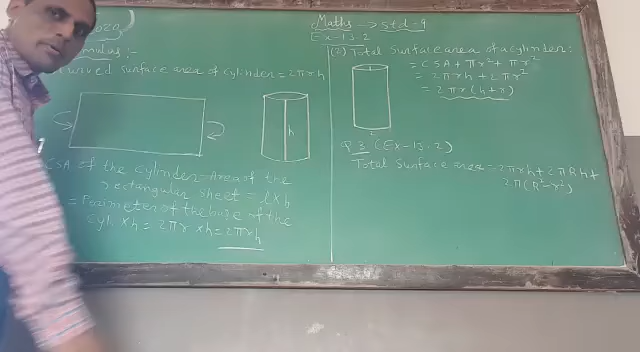 Maths -> Std-9
Ex-13.2
mulas :-
curved surface area of cylinder = 2πrh
h
CSA of the cylinder = Area of the
rectangular sheet = l×h
= Perimeter of the base of the
cyli × h = 2πr × h = 2πrh
(2) Total Surface area of a cylinder:
= CSA + πr² + πr²
= 2πrh + 2πr²
= 2πr(h+r)
Q.3 (Ex-13.2)
Total Surface area = 2πrh + 2πRh +
2π(R²-r²)